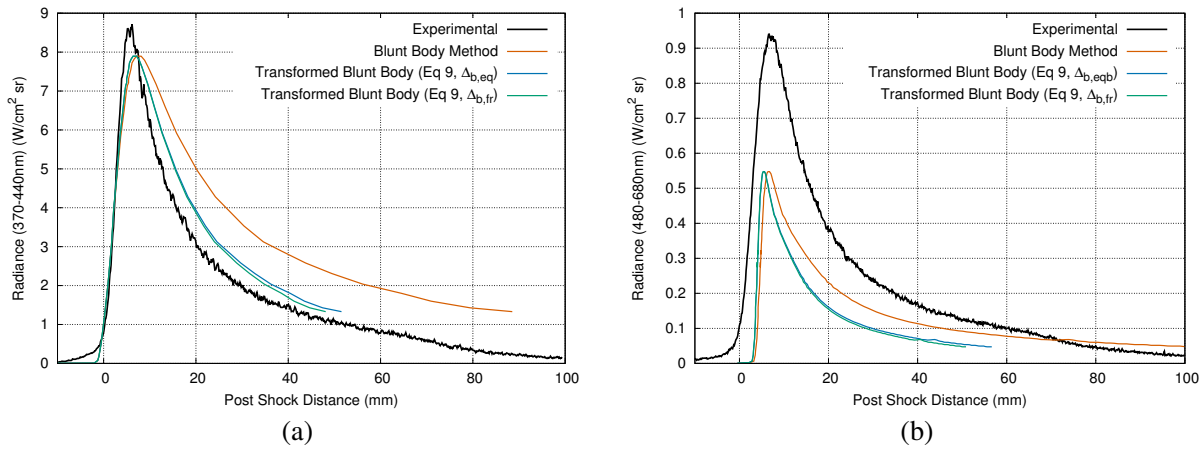 Experimental
Blunt Body Method
Transformed Blunt Body (Eq 9, Δb,eq)
Transformed Blunt Body (Eq 9, Δb,fr)
Radiance (370-440nm) (W/cm2 sr)
9
8
7
6
5
4
3
2
1
0
0 20 40 60 80 100
Post Shock Distance (mm)
(a)
Experimental
Blunt Body Method
Transformed Blunt Body (Eq 9, Δb,eqb)
Transformed Blunt Body (Eq 9, Δb,fr)
Radiance (480-680nm) (W/cm2 sr)
1
0.9
0.8
0.7
0.6
0.5
0.4
0.3
0.2
0.1
0
0 20 40 60 80 100
Post Shock Distance (mm)
(b)